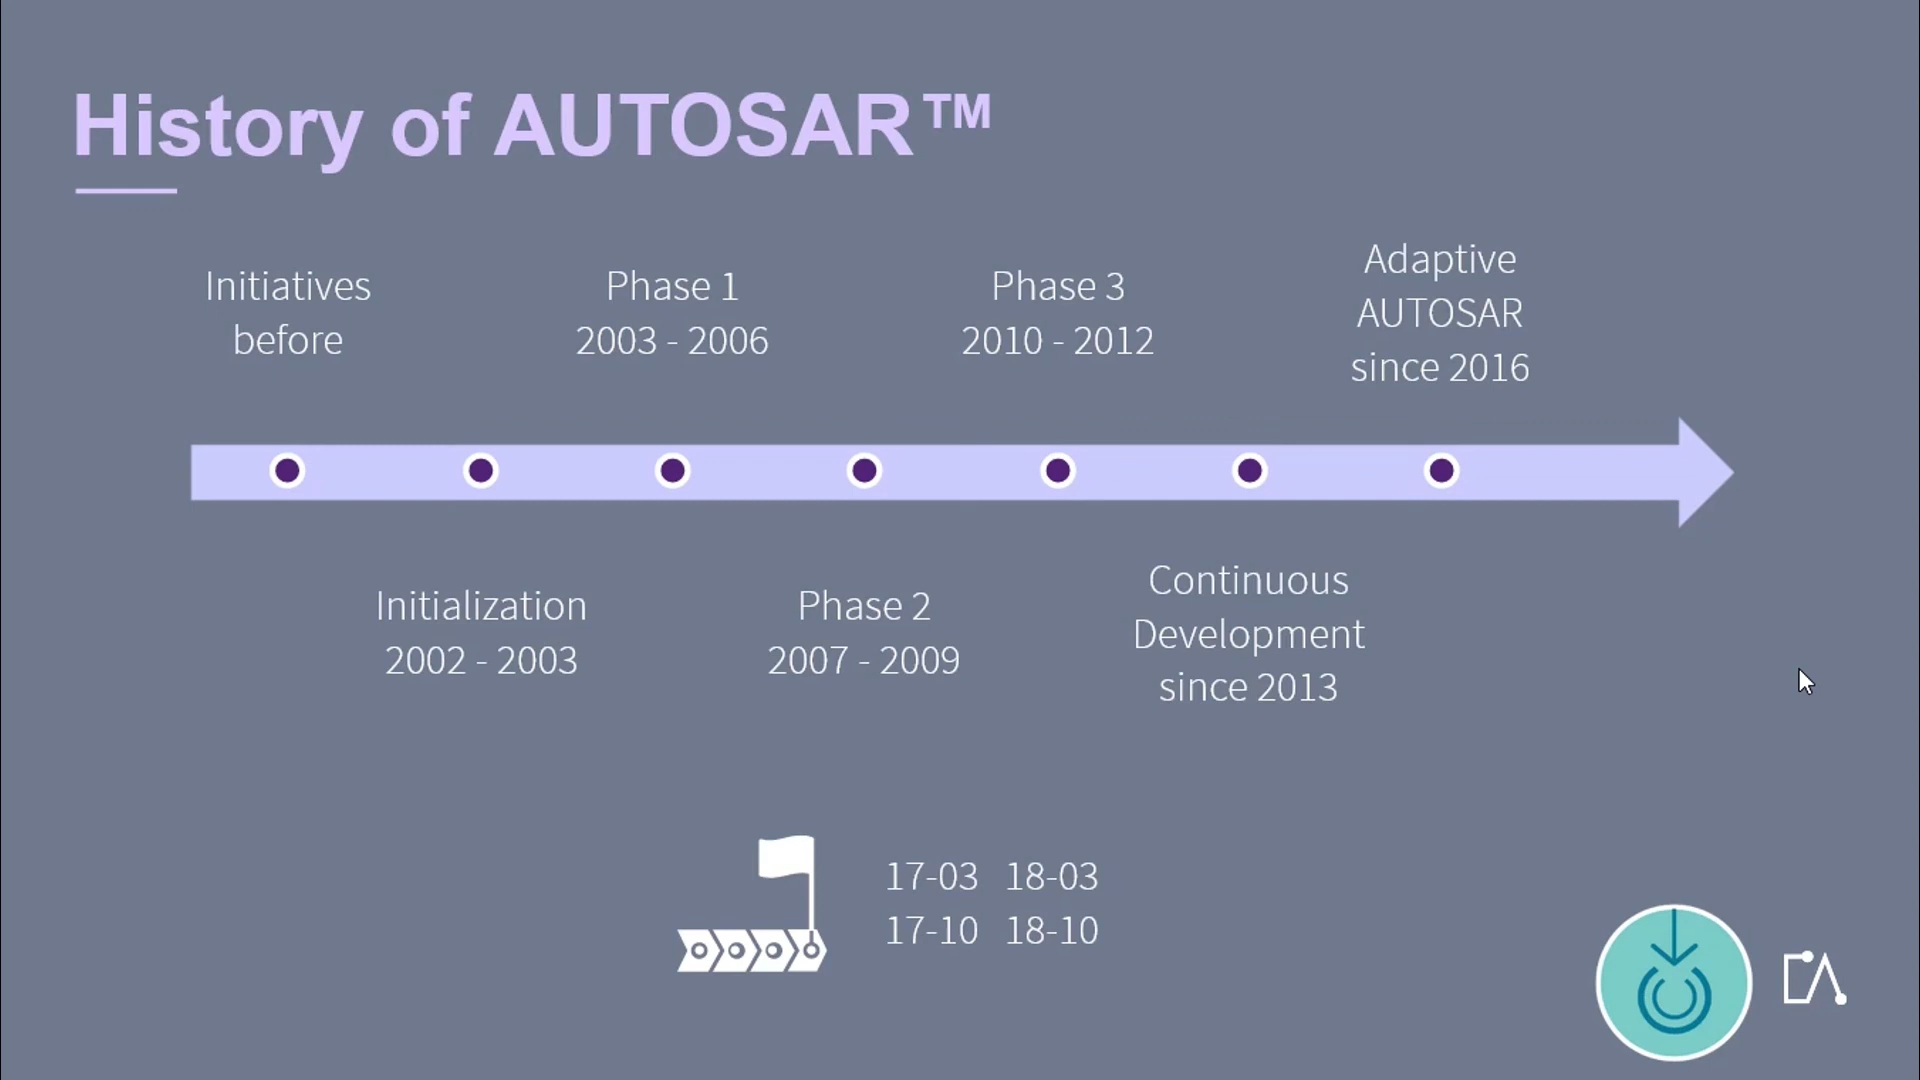 History of AUTOSAR™
Initiatives
before
Phase 1
2003 - 2006
Phase 3
2010 - 2012
Adaptive
AUTOSAR
since 2016
Initialization
2002 - 2003
Phase 2
2007 - 2009
Continuous
Development
since 2013
17-03 18-03
17-10 18-10